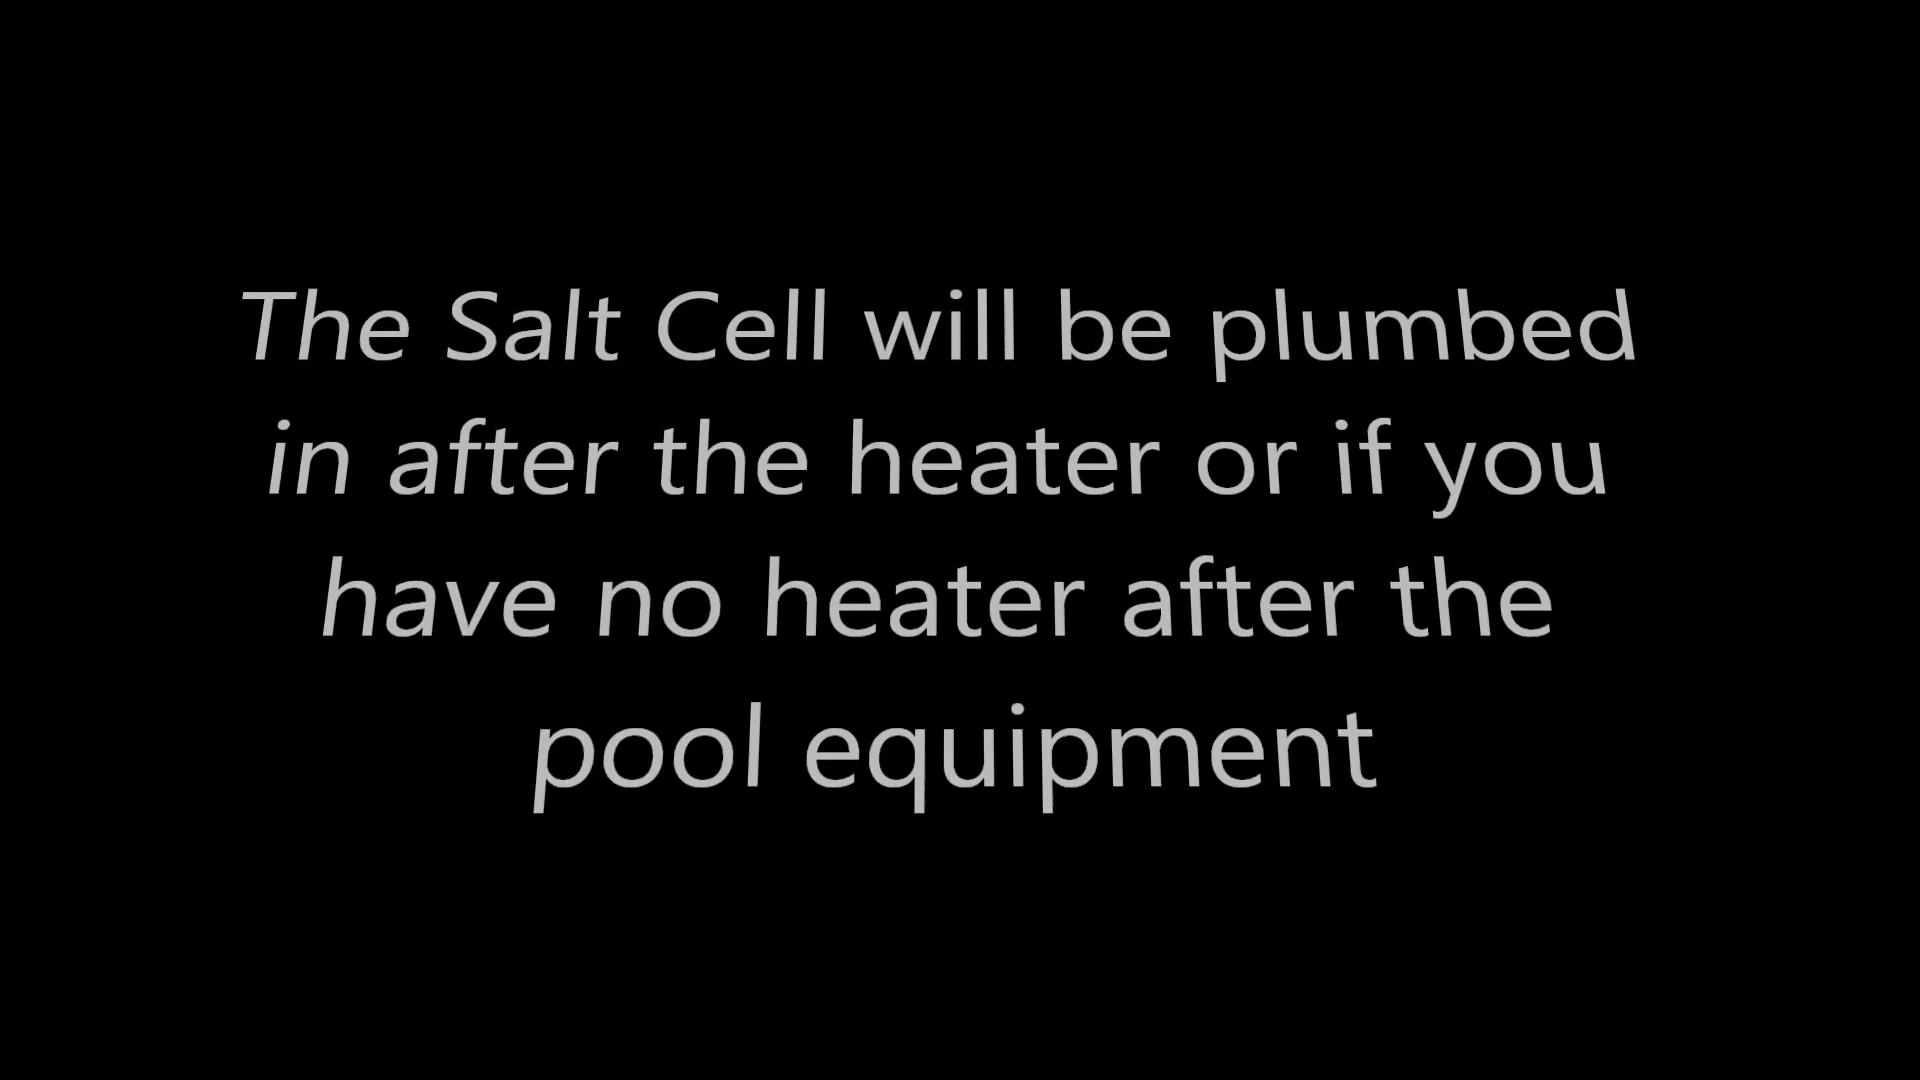 The Salt Cell will be plumbed
in after the heater or if you
have no heater after the
pool equipment